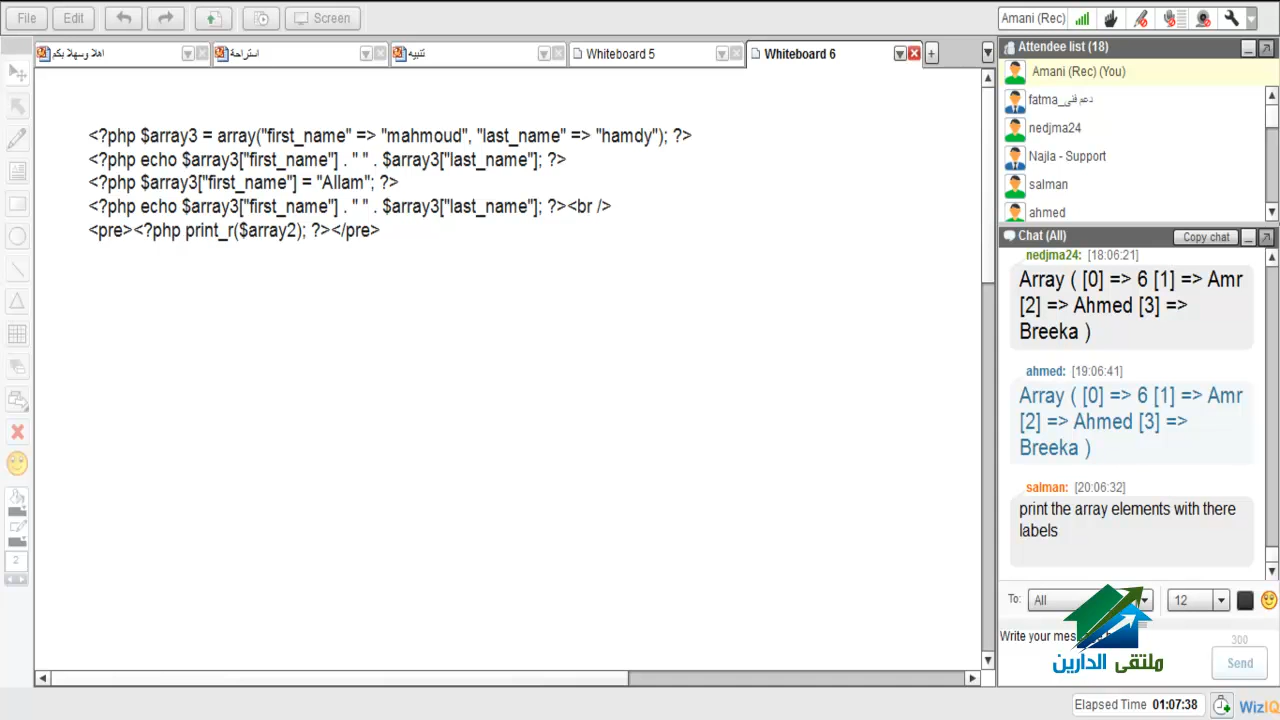 File
Edit
Screen
Amani (Rec)
اهلا وسهلا بكم
استراحة
تنبيه
Whiteboard 5
Whiteboard 6
<?php $array3 = array("first_name" => "mahmoud", "last_name" => "hamdy"); ?>
<?php echo $array3["first_name"] . " " . $array3["last_name"]; ?>
<?php $array3["first_name"] = "Allam"; ?>
<?php echo $array3["first_name"] . " " . $array3["last_name"]; ?><br />
<pre><?php print_r($array2); ?></pre>
2
Attendee list (18)
Amani (Rec) (You)
fatma_دعم فنى
nedjma24
Najla - Support
salman
ahmed
Chat (All)
Copy chat
nedjma24: [18:06:21]
Array ( [0] => 6 [1] => Amr
[2] => Ahmed [3] =>
Breeka )
ahmed: [19:06:41]
Array ( [0] => 6 [1] => Amr
[2] => Ahmed [3] =>
Breeka )
salman: [20:06:32]
print the array elements with there
labels
To:
All
12
Write your mes
300
Send
ملتقى الدارين
Elapsed Time 01:07:38
WizIQ